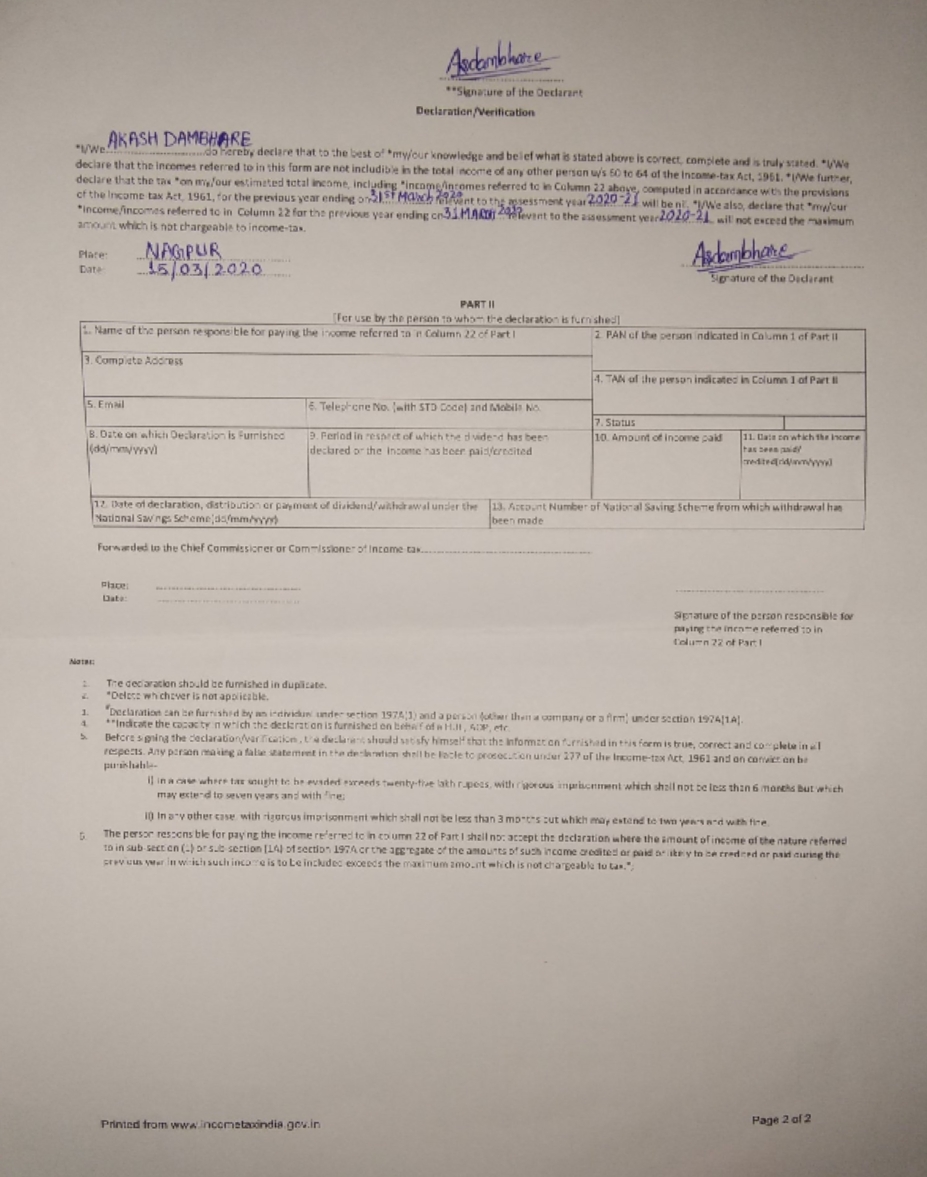 Asdambhare
**Signature of the Declarant
Declaration/Verification
*I/We AKASH DAMBHARE do hereby declare that to the best of *my/our knowledge and belief what is stated above is correct, complete and is truly stated. *I/We
declare that the incomes referred to in this form are not includible in the total income of any other person u/s 60 to 64 of the Income-tax Act, 1961. *I/We further,
declare that the tax *on my/our estimated total income, including *income/incomes referred to in Column 22 above, computed in accordance with the provisions
of the Income-tax Act, 1961, for the previous year ending on 31st March 2020 relevant to the assessment year 2020-21 will be nil. *I/We also, declare that *my/our
*income/incomes referred to in Column 22 for the previous year ending on 31 MARCH 2020 relevant to the assessment year 2020-21 will not exceed the maximum
amount which is not chargeable to income-tax.
Place: NAGPUR
Date: 15/03/2020
Asdambhare
Signature of the Declarant
PART II
[For use by the person to whom the declaration is furnished]
1. Name of the person responsible for paying the income referred to in Column 22 of Part I
2. PAN of the person indicated in Column 1 of Part II
3. Complete Address
4. TAN of the person indicated in Column 1 of Part II
5. Email
6. Telephone No. (with STD Code) and Mobile No.
7. Status
8. Date on which Declaration is Furnished
(dd/mm/yyyy)
9. Period in respect of which the dividend has been
declared or the income has been paid/credited
10. Amount of income paid
11. Date on which the income
has been paid/
credited(dd/mm/yyyy)
12. Date of declaration, distribution or payment of dividend/withdrawal under the
National Savings Scheme(dd/mm/yyyy)
13. Account Number of National Saving Scheme from which withdrawal has
been made
Forwarded to the Chief Commissioner or Commissioner of Income-tax
Place:
Date:
Signature of the person responsible for
paying the income referred to in
Column 22 of Part I
Notes:
1. The declaration should be furnished in duplicate.
2. *Delete whichever is not applicable.
3. #Declaration can be furnished by an individual under section 197A(1) and a person (other than a company or a firm) under section 197A(1A).
4. **Indicate the capacity in which the declaration is furnished on behalf of a HUF, AOP, etc.
5. Before signing the declaration/verification, the declarant should satisfy himself that the information furnished in this form is true, correct and complete in all
respects. Any person making a false statement in the declaration shall be liable to prosecution under 277 of the Income-tax Act, 1961 and on conviction be
punishable-
i) In a case where tax sought to be evaded exceeds twenty-five lakh rupees, with rigorous imprisonment which shall not be less than 6 months but which
may extend to seven years and with fine;
ii) In any other case, with rigorous imprisonment which shall not be less than 3 months but which may extend to two years and with fine.
The person responsible for paying the income referred to in column 22 of Part I shall not accept the declaration where the amount of income of the nature referred
to in sub-section (1) or sub-section (1A) of section 197A or the aggregate of the amounts of such income credited or paid or likely to be credited or paid during the
previous year in which such income is to be included exceeds the maximum amount which is not chargeable to tax.";
Printed from www.incometaxindia.gov.in
Page 2 of 2